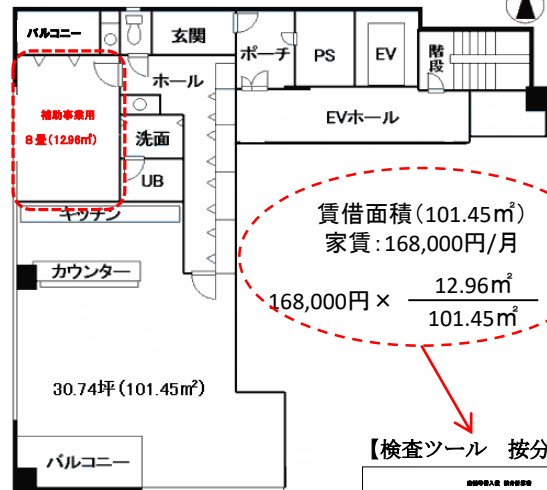 バルコニー
玄関
ポーチ
PS
EV
階段
ホール
補助事業用
8畳(12.96㎡)
洗面
EVホール
UB
キッチン
賃借面積(101.45㎡)
家賃:168,000円/月
カウンター
168,000円× 12.96㎡
101.45㎡
30.74坪(101.45㎡)
バルコニー
【検査ツール 按分